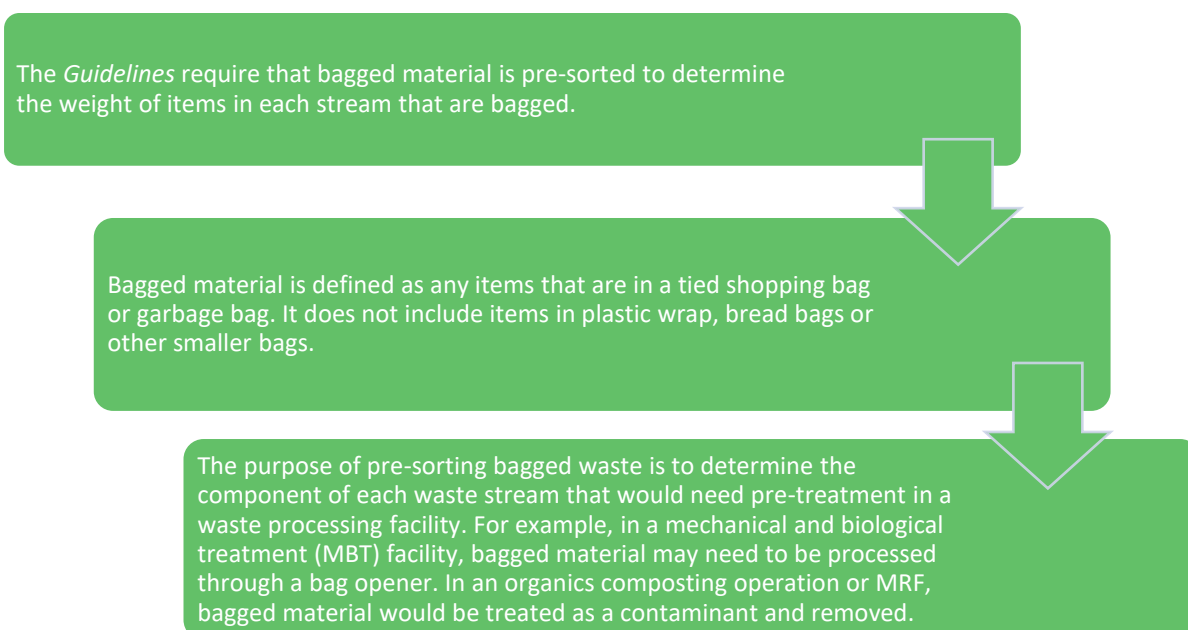 The Guidelines require that bagged material is pre-sorted to determine
the weight of items in each stream that are bagged.
Bagged material is defined as any items that are in a tied shopping bag
or garbage bag. It does not include items in plastic wrap, bread bags or
other smaller bags.
The purpose of pre-sorting bagged waste is to determine the
component of each waste stream that would need pre-treatment in a
waste processing facility. For example, in a mechanical and biological
treatment (MBT) facility, bagged material may need to be processed
through a bag opener. In an organics composting operation or MRF,
bagged material would be treated as a contaminant and removed.